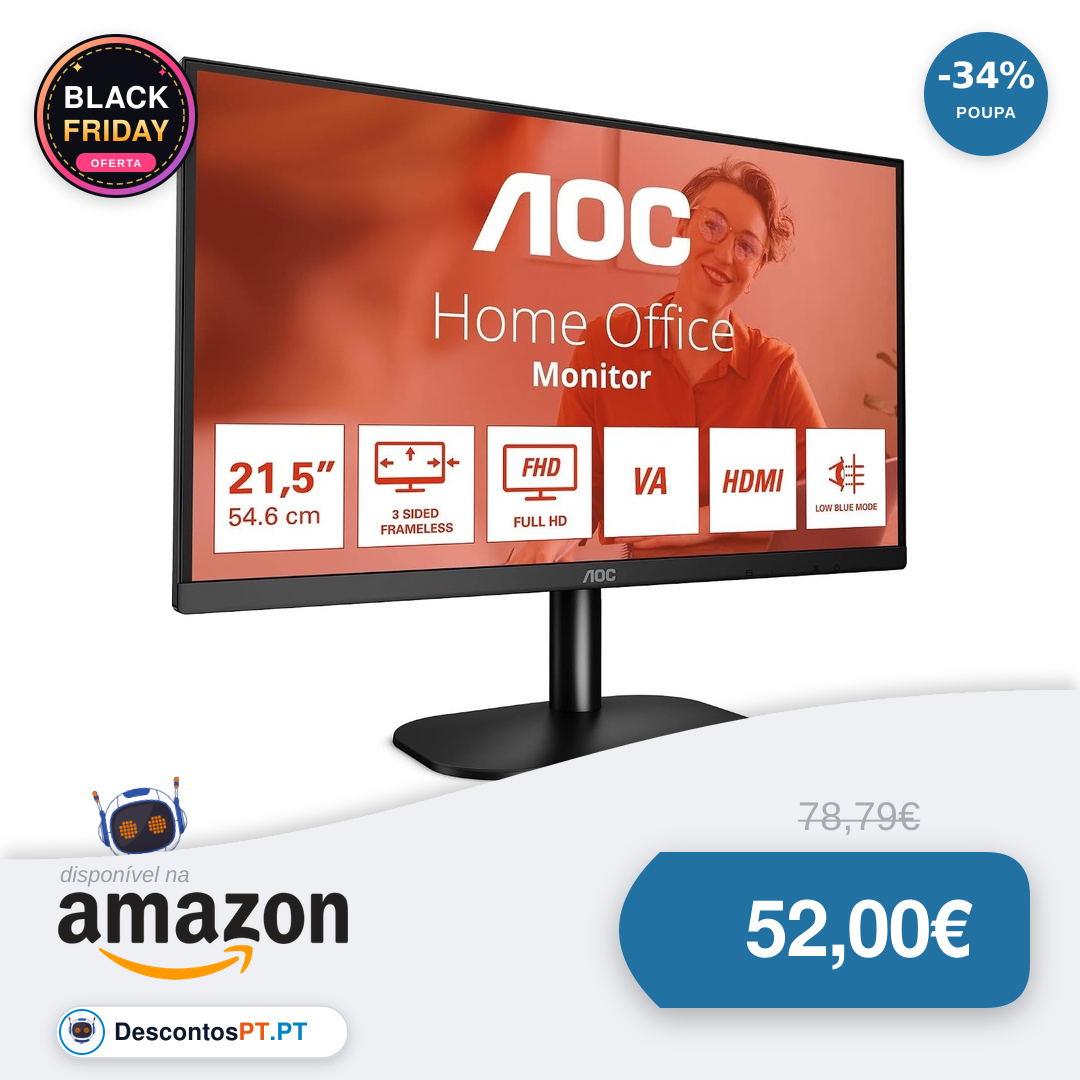 BLACK
FRIDAY
OFERTA
-34%
POUPA
AOC
Home Office
Monitor
21,5”
54.6 cm
3 SIDED
FRAMELESS
FHD
FULL HD
VA
HDMI
LOW BLUE MODE
AOC
78,79€
disponível na
amazon
52,00€
DescontosPT.PT